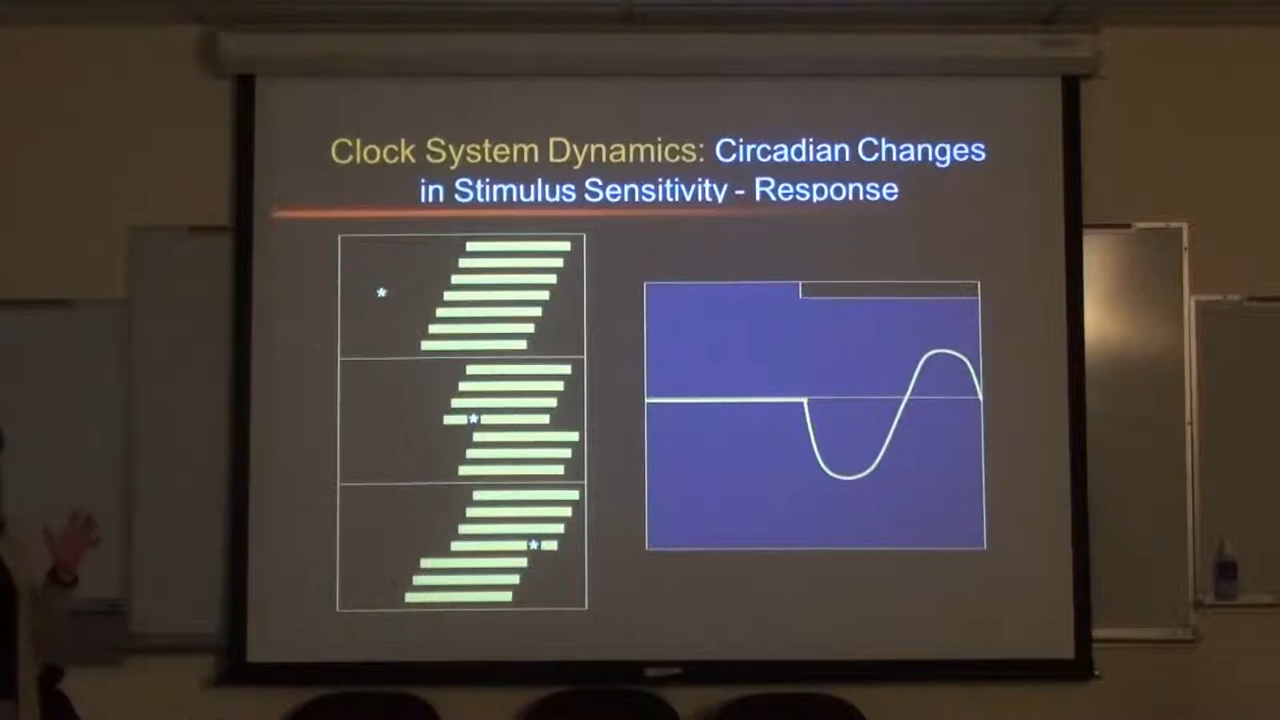 Clock System Dynamics: Circadian Changes
in Stimulus Sensitivity - Response